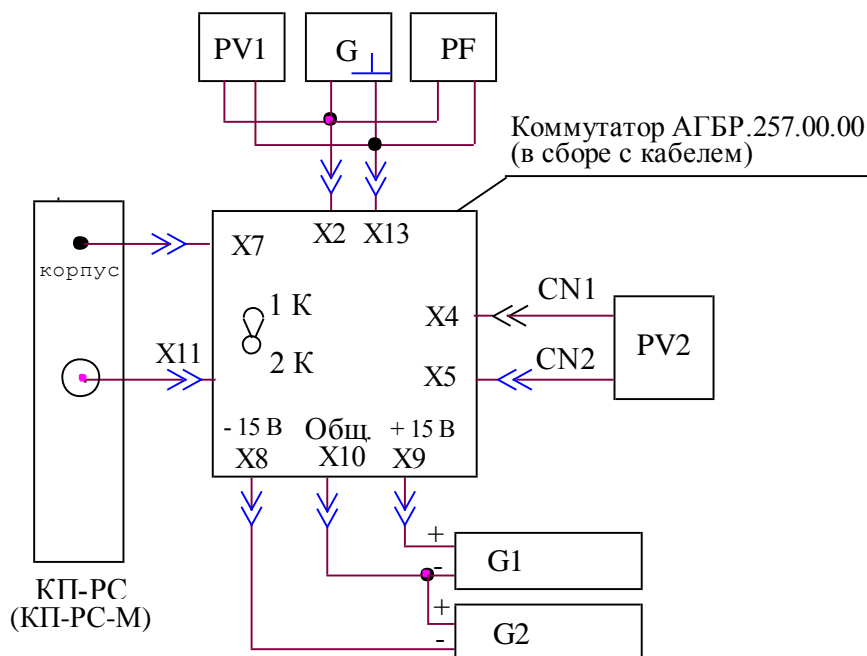 PV1
G
PF
Коммутатор АГБР.257.00.00
(в сборе с кабелем)
X2
X13
X7
корпус
1 К
2 К
X11
X4
X5
CN1
CN2
PV2
- 15 В
Общ.
+ 15 В
X8
X10
X9
+
-
G1
+
-
G2
КП-РС
(КП-РС-М)